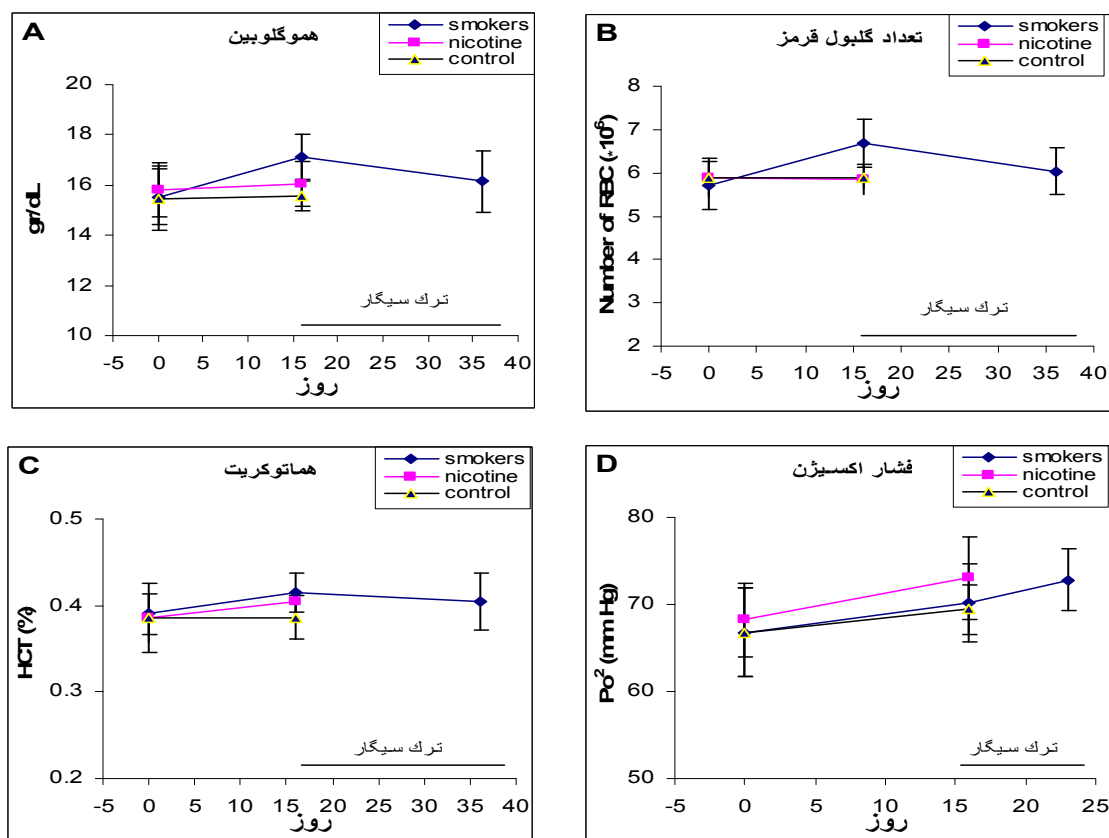 A
هموگلوبین
smokers
nicotine
control
gr/dL
20
18
16
14
12
10
-5 0 5 10 15 20 25 30 35 40
ترك سیگار
روز
B
تعداد گلبول قرمز
smokers
nicotine
control
Number of RBC (*10⁶)
8
7
6
5
4
3
2
-5 0 5 10 15 20 25 30 35 40
ترك سیگار
روز
C
هماتوکریت
smokers
nicotine
control
HCT (%)
0.5
0.4
0.3
0.2
-5 0 5 10 15 20 25 30 35 40
ترك سیگار
روز
D
فشار اکسیژن
smokers
nicotine
control
Po² (mm Hg)
80
70
60
50
-5 0 5 10 15 20 25
ترك سیگار
روز